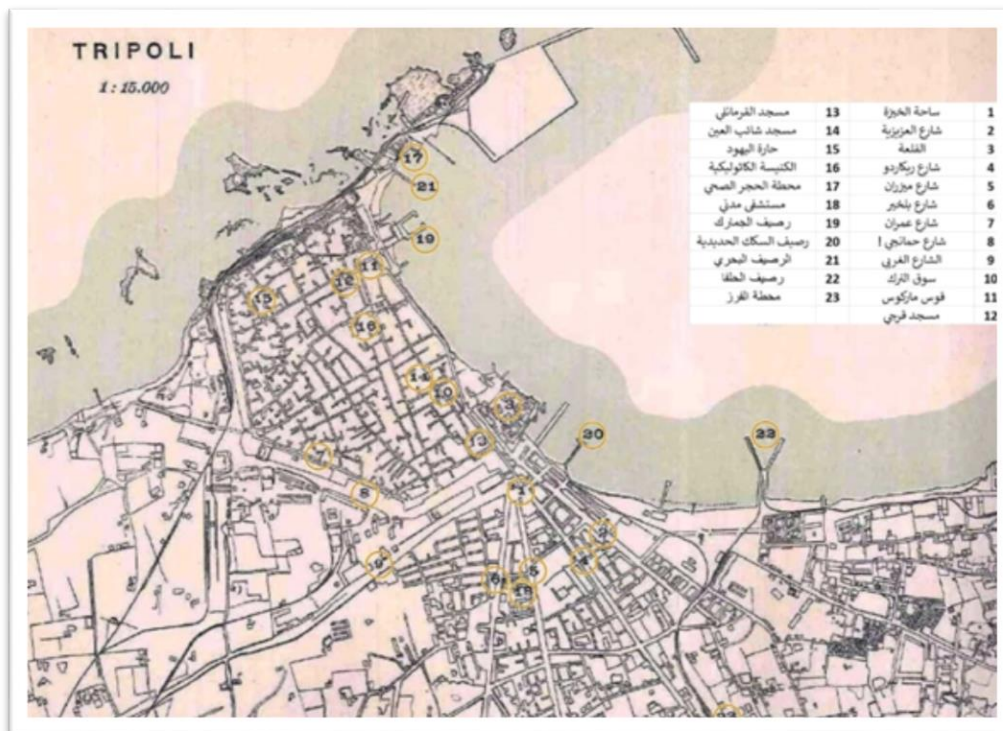 TRIPOLI
1 : 15.000
1 ساحة الخبزة 13 مسجد القرمانلي
2 شارع العزيزية 14 مسجد شائب العين
3 القلعة 15 حارة اليهود
4 شارع ريكاردو 16 الكنيسة الكاثوليكية
5 شارع ميزران 17 محطة الحجر الصحي
6 شارع بلخير 18 مستشفى مدني
7 شارع عمران 19 رصيف الجمارك
8 شارع حمانجي ! 20 رصيف السكك الحديدية
9 الشارع الغربي 21 الرصيف البحري
10 سوق الترك 22 رصيف الحلفا
11 قوس ماركوس 23 محطة الفرز
12 مسجد قرجي
17
21
19
11
12
15
16
14
10
3
13
20
22
7
8
1
2
9
4
5
6
18